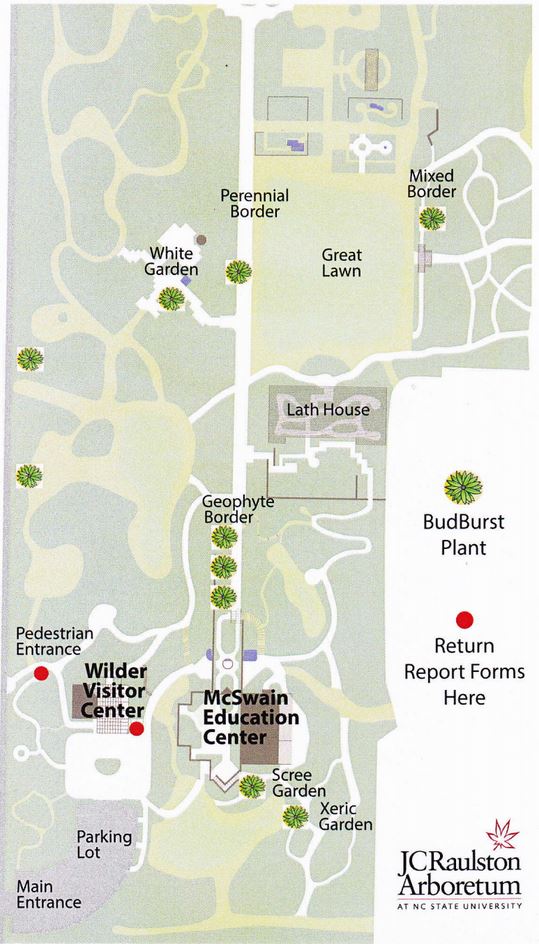 Mixed
Border
Perennial
Border
White
Garden
Great
Lawn
Lath House
Geophyte
Border
BudBurst
Plant
Return
Report Forms
Here
Pedestrian
Entrance
Wilder
Visitor
Center
McSwain
Education
Center
Scree
Garden
Xeric
Garden
Parking
Lot
Main
Entrance
JC Raulston
Arboretum
AT NC STATE UNIVERSITY